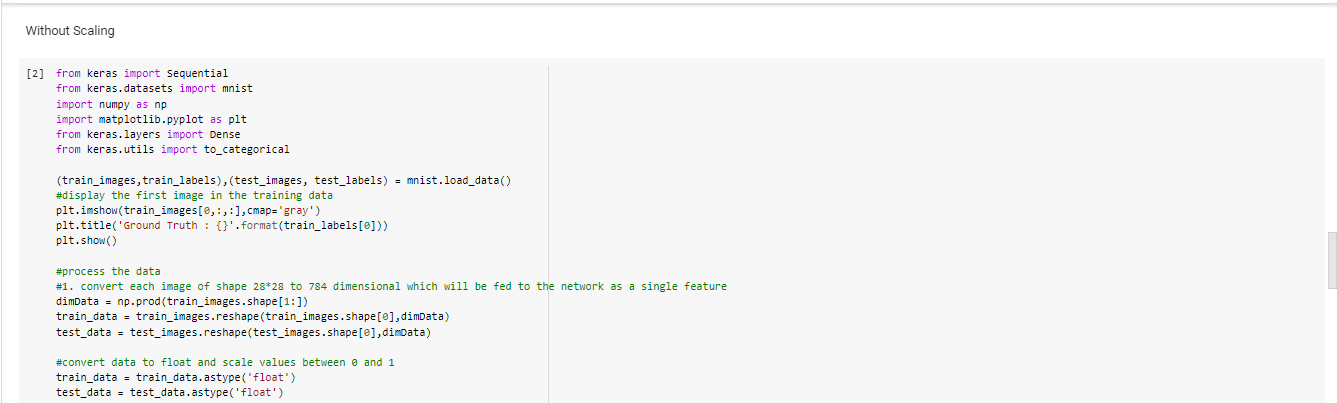 Without Scaling
[2] from keras import Sequential
from keras.datasets import mnist
import numpy as np
import matplotlib.pyplot as plt
from keras.layers import Dense
from keras.utils import to_categorical
(train_images,train_labels),(test_images, test_labels) = mnist.load_data()
#display the first image in the training data
plt.imshow(train_images[0,:,:],cmap='gray')
plt.title('Ground Truth : {}'.format(train_labels[0]))
plt.show()
#process the data
#1. convert each image of shape 28*28 to 784 dimensional which will be fed to the network as a single feature
dimData = np.prod(train_images.shape[1:])
train_data = train_images.reshape(train_images.shape[0],dimData)
test_data = test_images.reshape(test_images.shape[0],dimData)
#convert data to float and scale values between 0 and 1
train_data = train_data.astype('float')
test_data = test_data.astype('float')